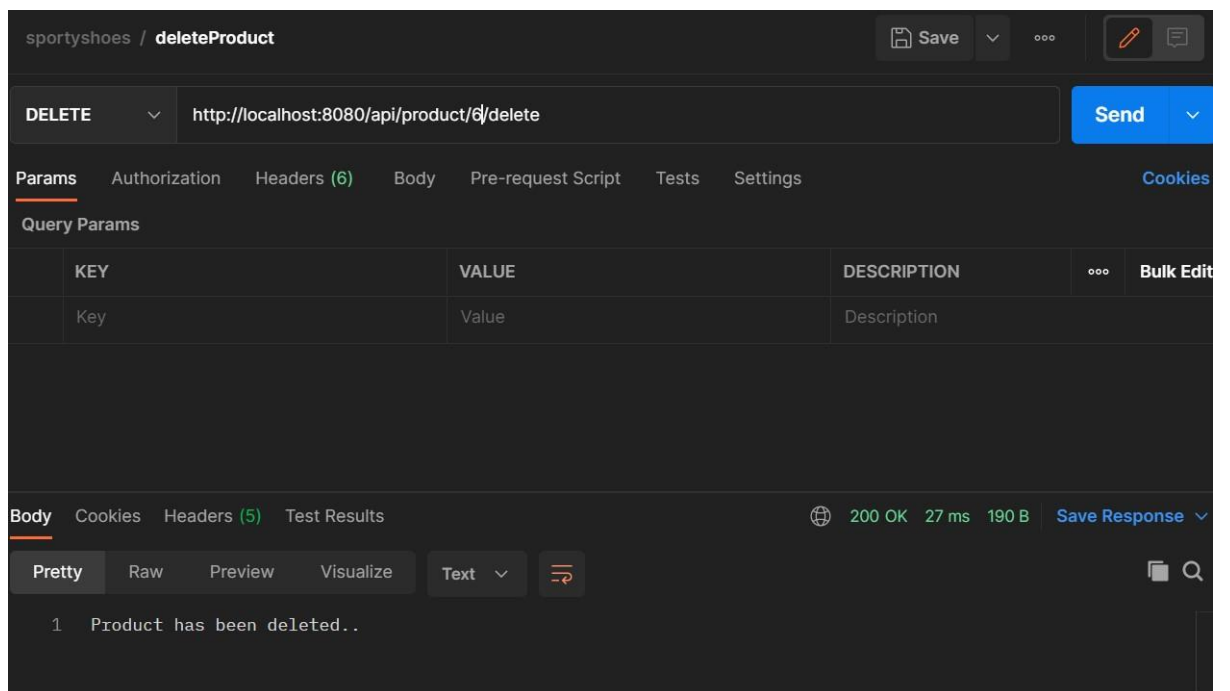 sportyshoes / deleteProduct Save
DELETE http://localhost:8080/api/product/6/delete Send
Params Authorization Headers (6) Body Pre-request Script Tests Settings Cookies
Query Params
KEY VALUE DESCRIPTION Bulk Edit
Key Value Description
Body Cookies Headers (5) Test Results 200 OK 27 ms 190 B Save Response
Pretty Raw Preview Visualize Text
1 Product has been deleted..